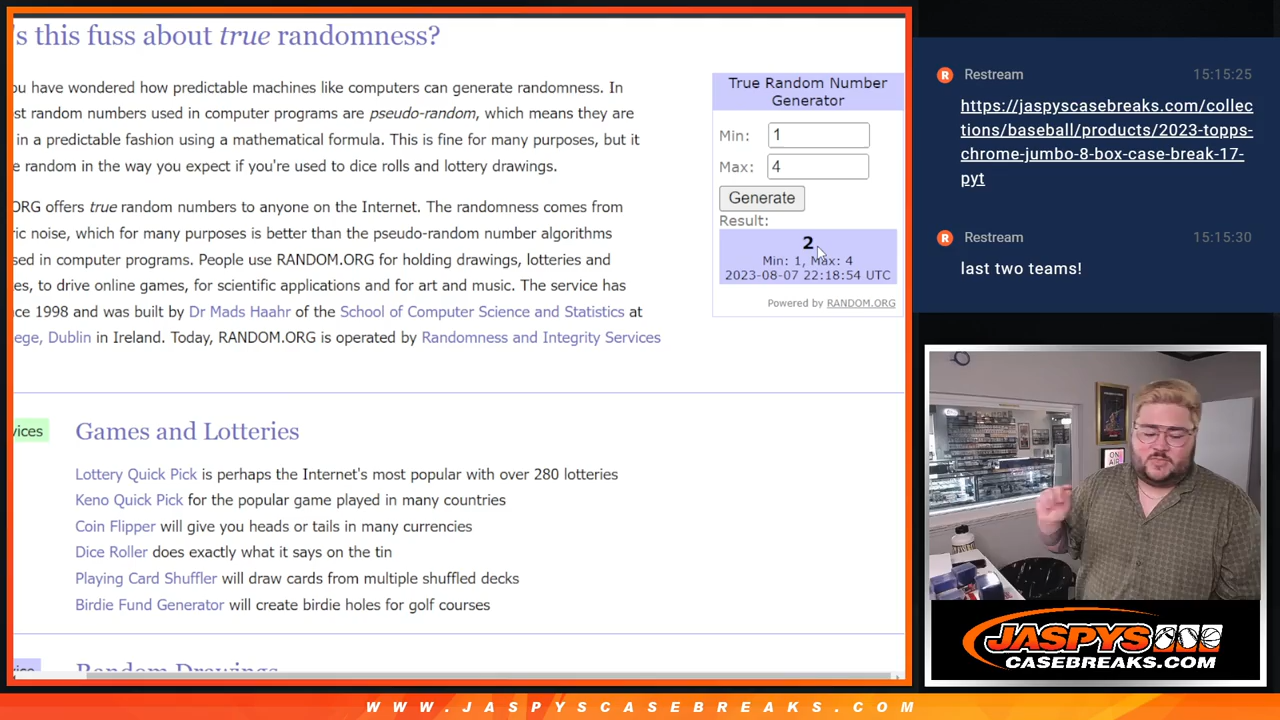 's this fuss about true randomness?
ou have wondered how predictable machines like computers can generate randomness. In
st random numbers used in computer programs are pseudo-random, which means they are
in a predictable fashion using a mathematical formula. This is fine for many purposes, but it
e random in the way you expect if you're used to dice rolls and lottery drawings.
ORG offers true random numbers to anyone on the Internet. The randomness comes from
ric noise, which for many purposes is better than the pseudo-random number algorithms
sed in computer programs. People use RANDOM.ORG for holding drawings, lotteries and
es, to drive online games, for scientific applications and for art and music. The service has
ce 1998 and was built by Dr Mads Haahr of the School of Computer Science and Statistics at
ege, Dublin in Ireland. Today, RANDOM.ORG is operated by Randomness and Integrity Services
True Random Number
Generator
Min: 1
Max: 4
Generate
Result:
2
Min: 1, Max: 4
2023-08-07 22:18:54 UTC
Powered by RANDOM.ORG
vices
Games and Lotteries
Lottery Quick Pick is perhaps the Internet's most popular with over 280 lotteries
Keno Quick Pick for the popular game played in many countries
Coin Flipper will give you heads or tails in many currencies
Dice Roller does exactly what it says on the tin
Playing Card Shuffler will draw cards from multiple shuffled decks
Birdie Fund Generator will create birdie holes for golf courses
Random Drawings
Restream 15:15:25
https://jaspyscasebreaks.com/collec
tions/baseball/products/2023-topps-
chrome-jumbo-8-box-case-break-17-
pyt
Restream 15:15:30
last two teams!
ON
AIR
JASPYS
CASEBREAKS.COM
WWW.JASPYSCASEBREAKS.COM